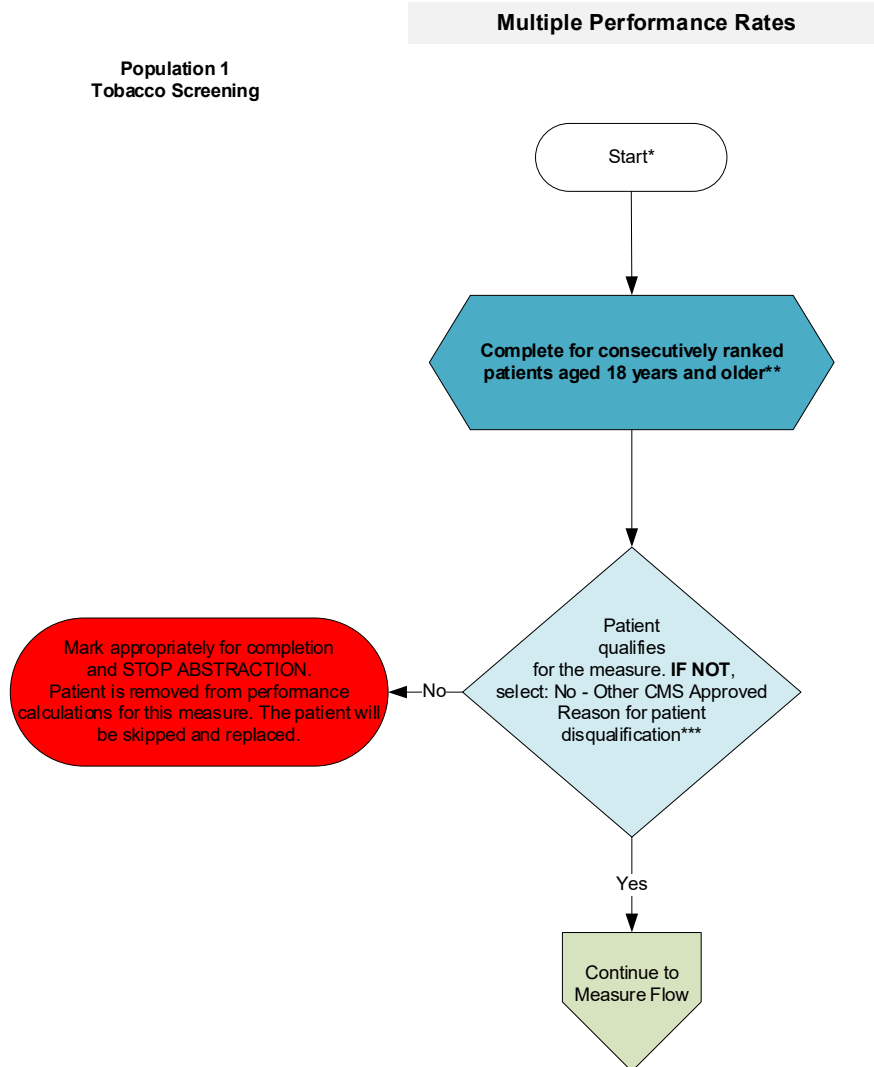 Multiple Performance Rates
Population 1
Tobacco Screening
Start*
Complete for consecutively ranked
patients aged 18 years and older**
Patient
qualifies
for the measure. IF NOT,
select: No - Other CMS Approved
Reason for patient
disqualification***
No
Mark appropriately for completion
and STOP ABSTRACTION.
Patient is removed from performance
calculations for this measure. The patient will
be skipped and replaced.
Yes
Continue to
Measure Flow